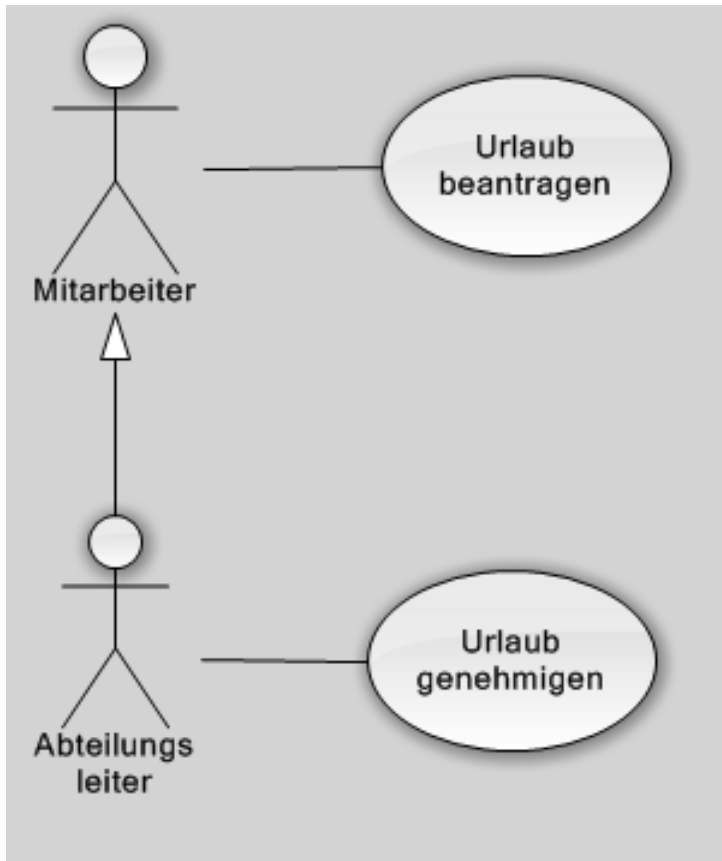 Urlaub
beantragen
Mitarbeiter
Urlaub
genehmigen
Abteilungs
leiter